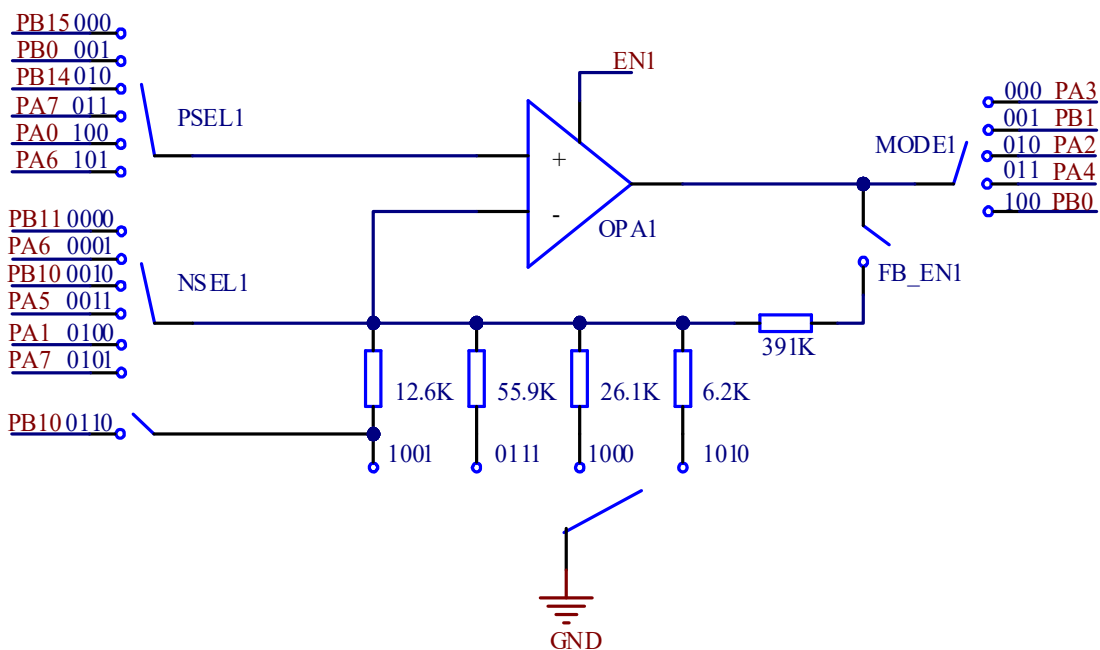 PB15 000
PB0 001
PB14 010
PA7 011
PA0 100
PA6 101
PSEL1
EN1
+
-
OPA1
MODE1
000 PA3
001 PB1
010 PA2
011 PA4
100 PB0
FB_EN1
PB11 0000
PA6 0001
PB10 0010
PA5 0011
PA1 0100
PA7 0101
NSEL1
PB10 0110
391K
12.6K 55.9K 26.1K 6.2K
1001 0111 1000 1010
GND